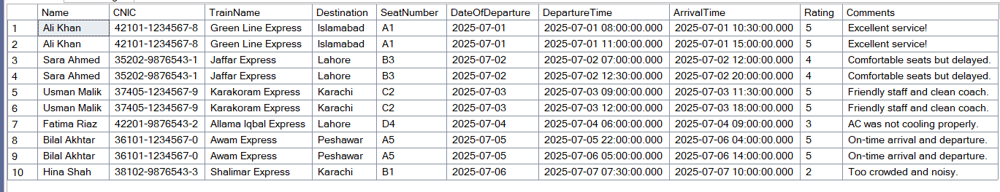 Name CNIC TrainName Destination SeatNumber DateOfDeparture DepartureTime ArrivalTime Rating Comments
1 Ali Khan 42101-1234567-8 Green Line Express Islamabad A1 2025-07-01 2025-07-01 08:00:00.000 2025-07-01 10:30:00.000 5 Excellent service!
2 Ali Khan 42101-1234567-8 Green Line Express Islamabad A1 2025-07-01 2025-07-01 11:00:00.000 2025-07-01 15:00:00.000 5 Excellent service!
3 Sara Ahmed 35202-9876543-1 Jaffar Express Lahore B3 2025-07-02 2025-07-02 07:00:00.000 2025-07-02 12:00:00.000 4 Comfortable seats but delayed.
4 Sara Ahmed 35202-9876543-1 Jaffar Express Lahore B3 2025-07-02 2025-07-02 12:30:00.000 2025-07-02 20:00:00.000 4 Comfortable seats but delayed.
5 Usman Malik 37405-1234567-9 Karakoram Express Karachi C2 2025-07-03 2025-07-03 09:00:00.000 2025-07-03 11:30:00.000 5 Friendly staff and clean coach.
6 Usman Malik 37405-1234567-9 Karakoram Express Karachi C2 2025-07-03 2025-07-03 12:00:00.000 2025-07-03 18:00:00.000 5 Friendly staff and clean coach.
7 Fatima Riaz 42201-9876543-2 Allama Iqbal Express Lahore D4 2025-07-04 2025-07-04 06:00:00.000 2025-07-04 09:00:00.000 3 AC was not cooling properly.
8 Bilal Akhtar 36101-1234567-0 Awam Express Peshawar A5 2025-07-05 2025-07-05 22:00:00.000 2025-07-06 04:00:00.000 5 On-time arrival and departure.
9 Bilal Akhtar 36101-1234567-0 Awam Express Peshawar A5 2025-07-05 2025-07-06 05:00:00.000 2025-07-06 14:00:00.000 5 On-time arrival and departure.
10 Hina Shah 38102-9876543-3 Shalimar Express Karachi B1 2025-07-06 2025-07-07 07:30:00.000 2025-07-07 10:00:00.000 2 Too crowded and noisy.